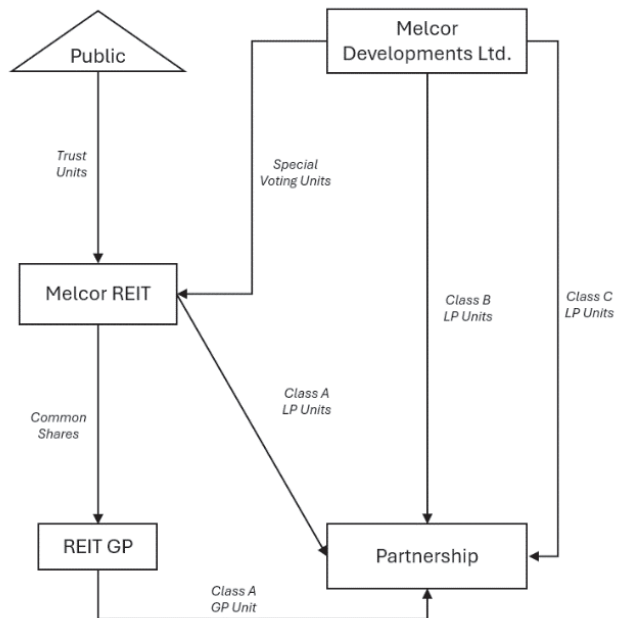 Public
Melcor
Developments Ltd.
Trust
Units
Special
Voting Units
Melcor REIT
Class B
LP Units
Class C
LP Units
Class A
LP Units
Common
Shares
REIT GP
Partnership
Class A
GP Unit